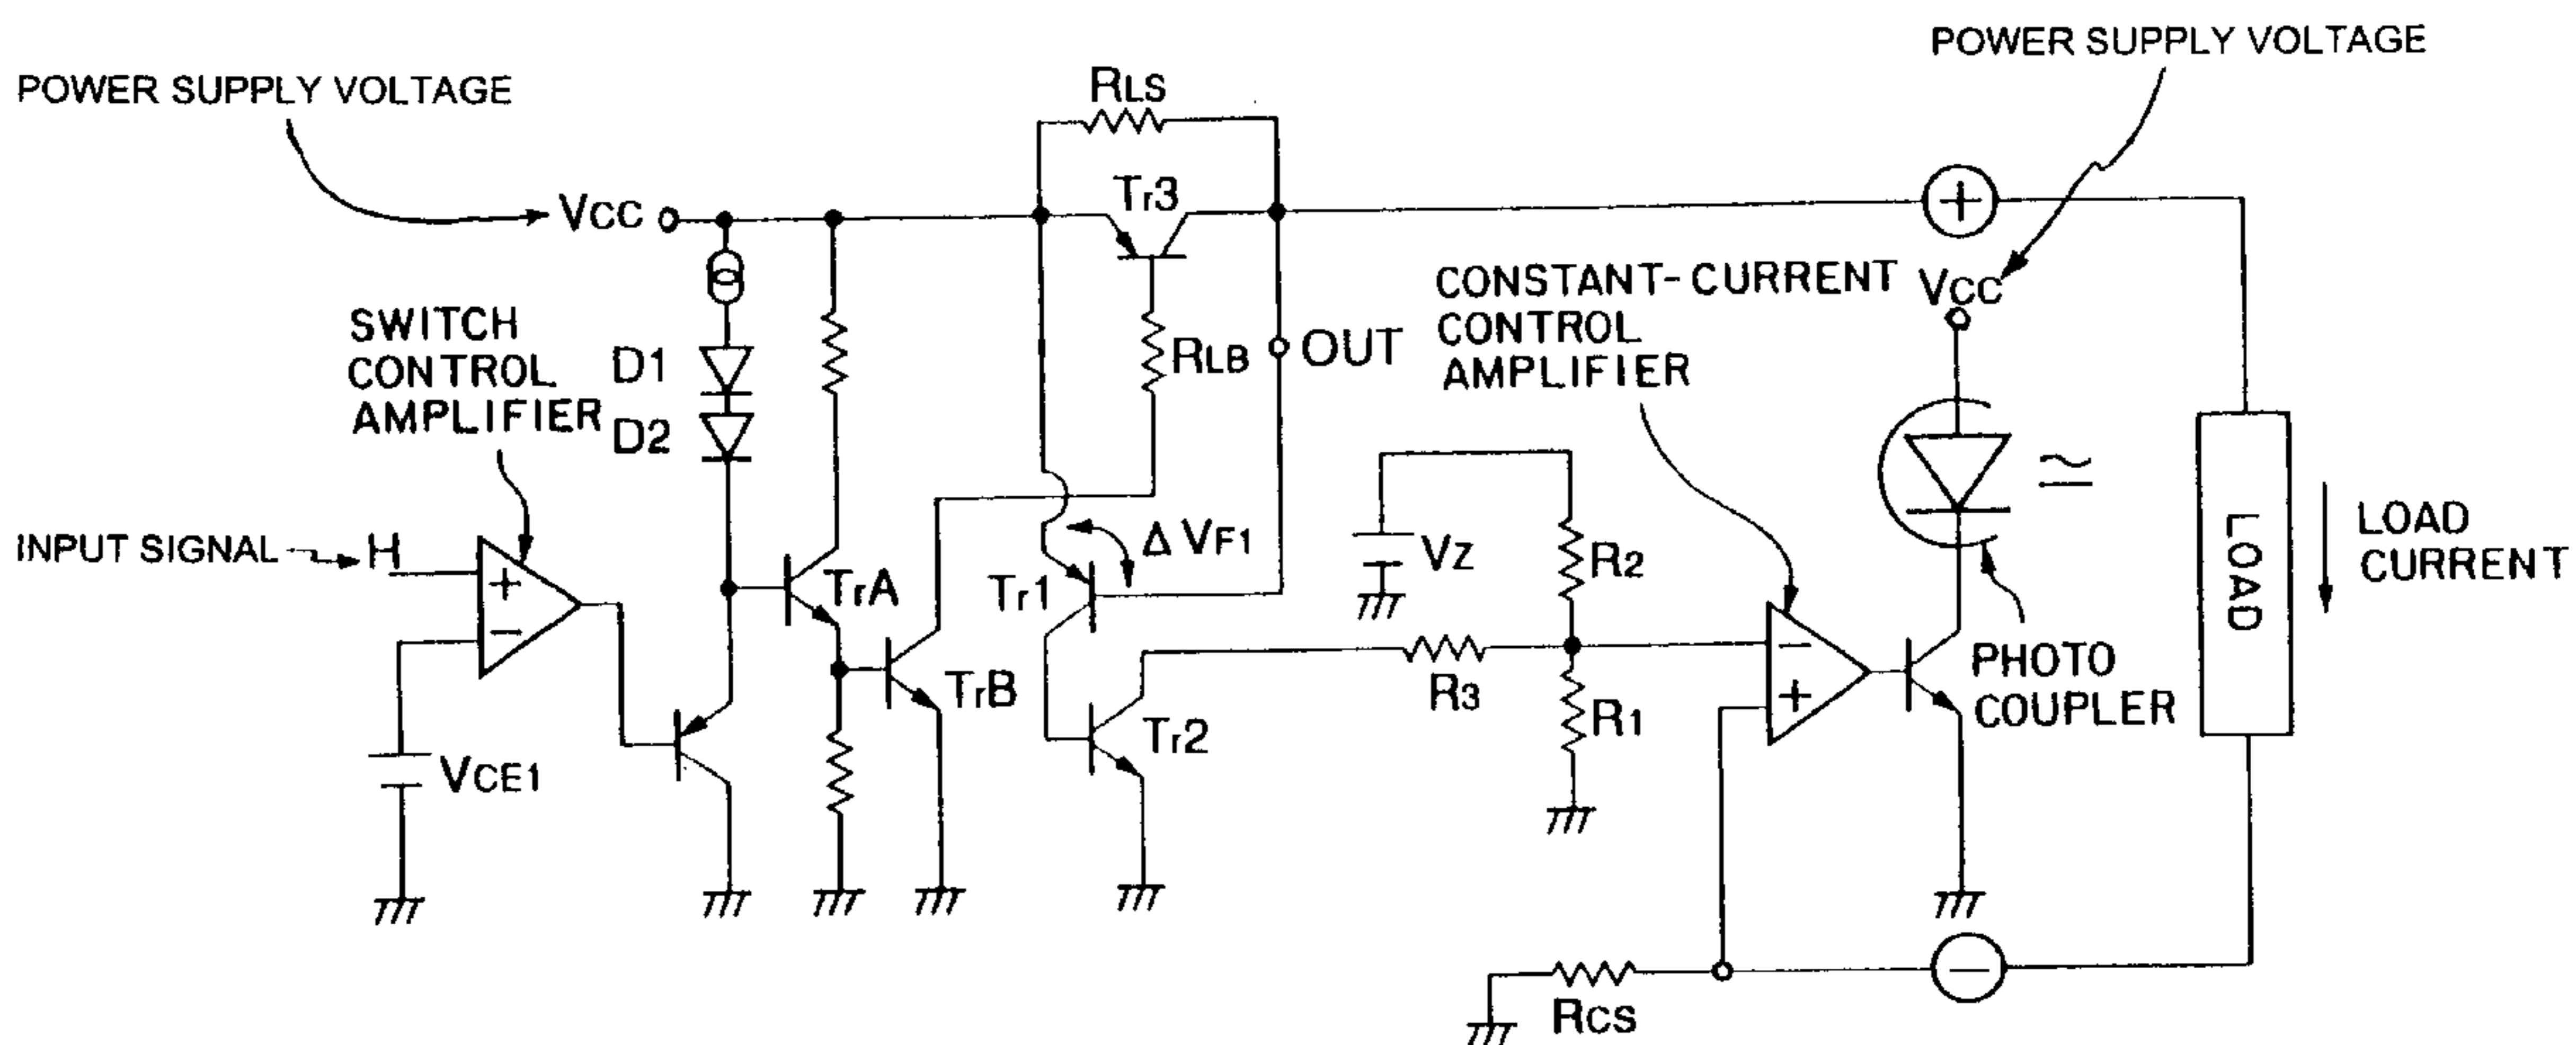 POWER SUPPLY VOLTAGE
POWER SUPPLY VOLTAGE
RLS
Tr3
VCC
+
CONSTANT-CURRENT
CONTROL
AMPLIFIER
VCC
SWITCH
CONTROL
AMPLIFIER
D1
D2
RLB
OUT
INPUT SIGNAL
H
+
−
Δ VF1
VZ
R2
≃
LOAD
LOAD
CURRENT
TrA
Tr1
TrB
R3
R1
−
+
PHOTO
COUPLER
Tr2
VCE1
RCS
−